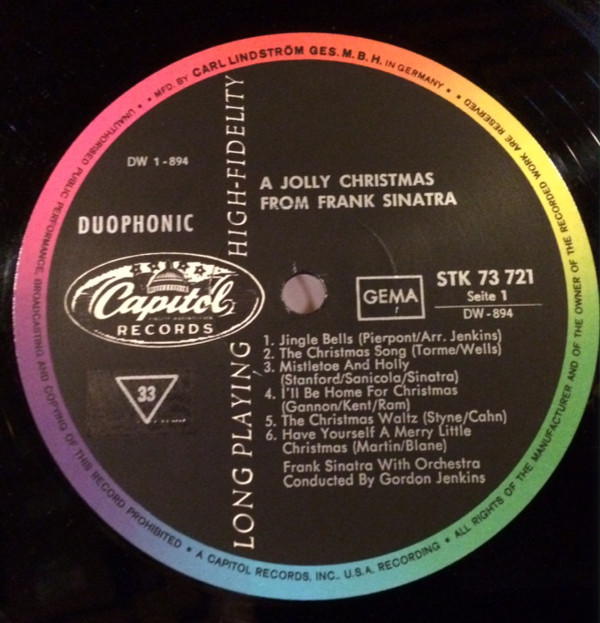 • MFD. BY CARL LINDSTRÖM GES. M. B. H. IN GERMANY •
• ALL RIGHTS OF THE MANUFACTURER AND OF THE OWNER OF THE RECORDED WORK ARE RESERVED •
• UNAUTHORISED PUBLIC PERFORMANCE, BROADCASTING AND COPYING OF THIS RECORD PROHIBITED •
• A CAPITOL RECORDS, INC., U.S.A. RECORDING •
DW 1-894
DUOPHONIC
LONG PLAYING HIGH-FIDELITY
A JOLLY CHRISTMAS
FROM FRANK SINATRA
Capitol
RECORDS
GEMA
STK 73 721
Seite 1
DW-894
33
1. Jingle Bells (Pierpont/Arr. Jenkins)
2. The Christmas Song (Torme/Wells)
3. Mistletoe And Holly
(Stanford/Sanicola/Sinatra)
4. I'll Be Home For Christmas
(Gannon/Kent/Ram)
5. The Christmas Waltz (Styne/Cahn)
6. Have Yourself A Merry Little
Christmas (Martin/Blane)
Frank Sinatra With Orchestra
Conducted By Gordon Jenkins